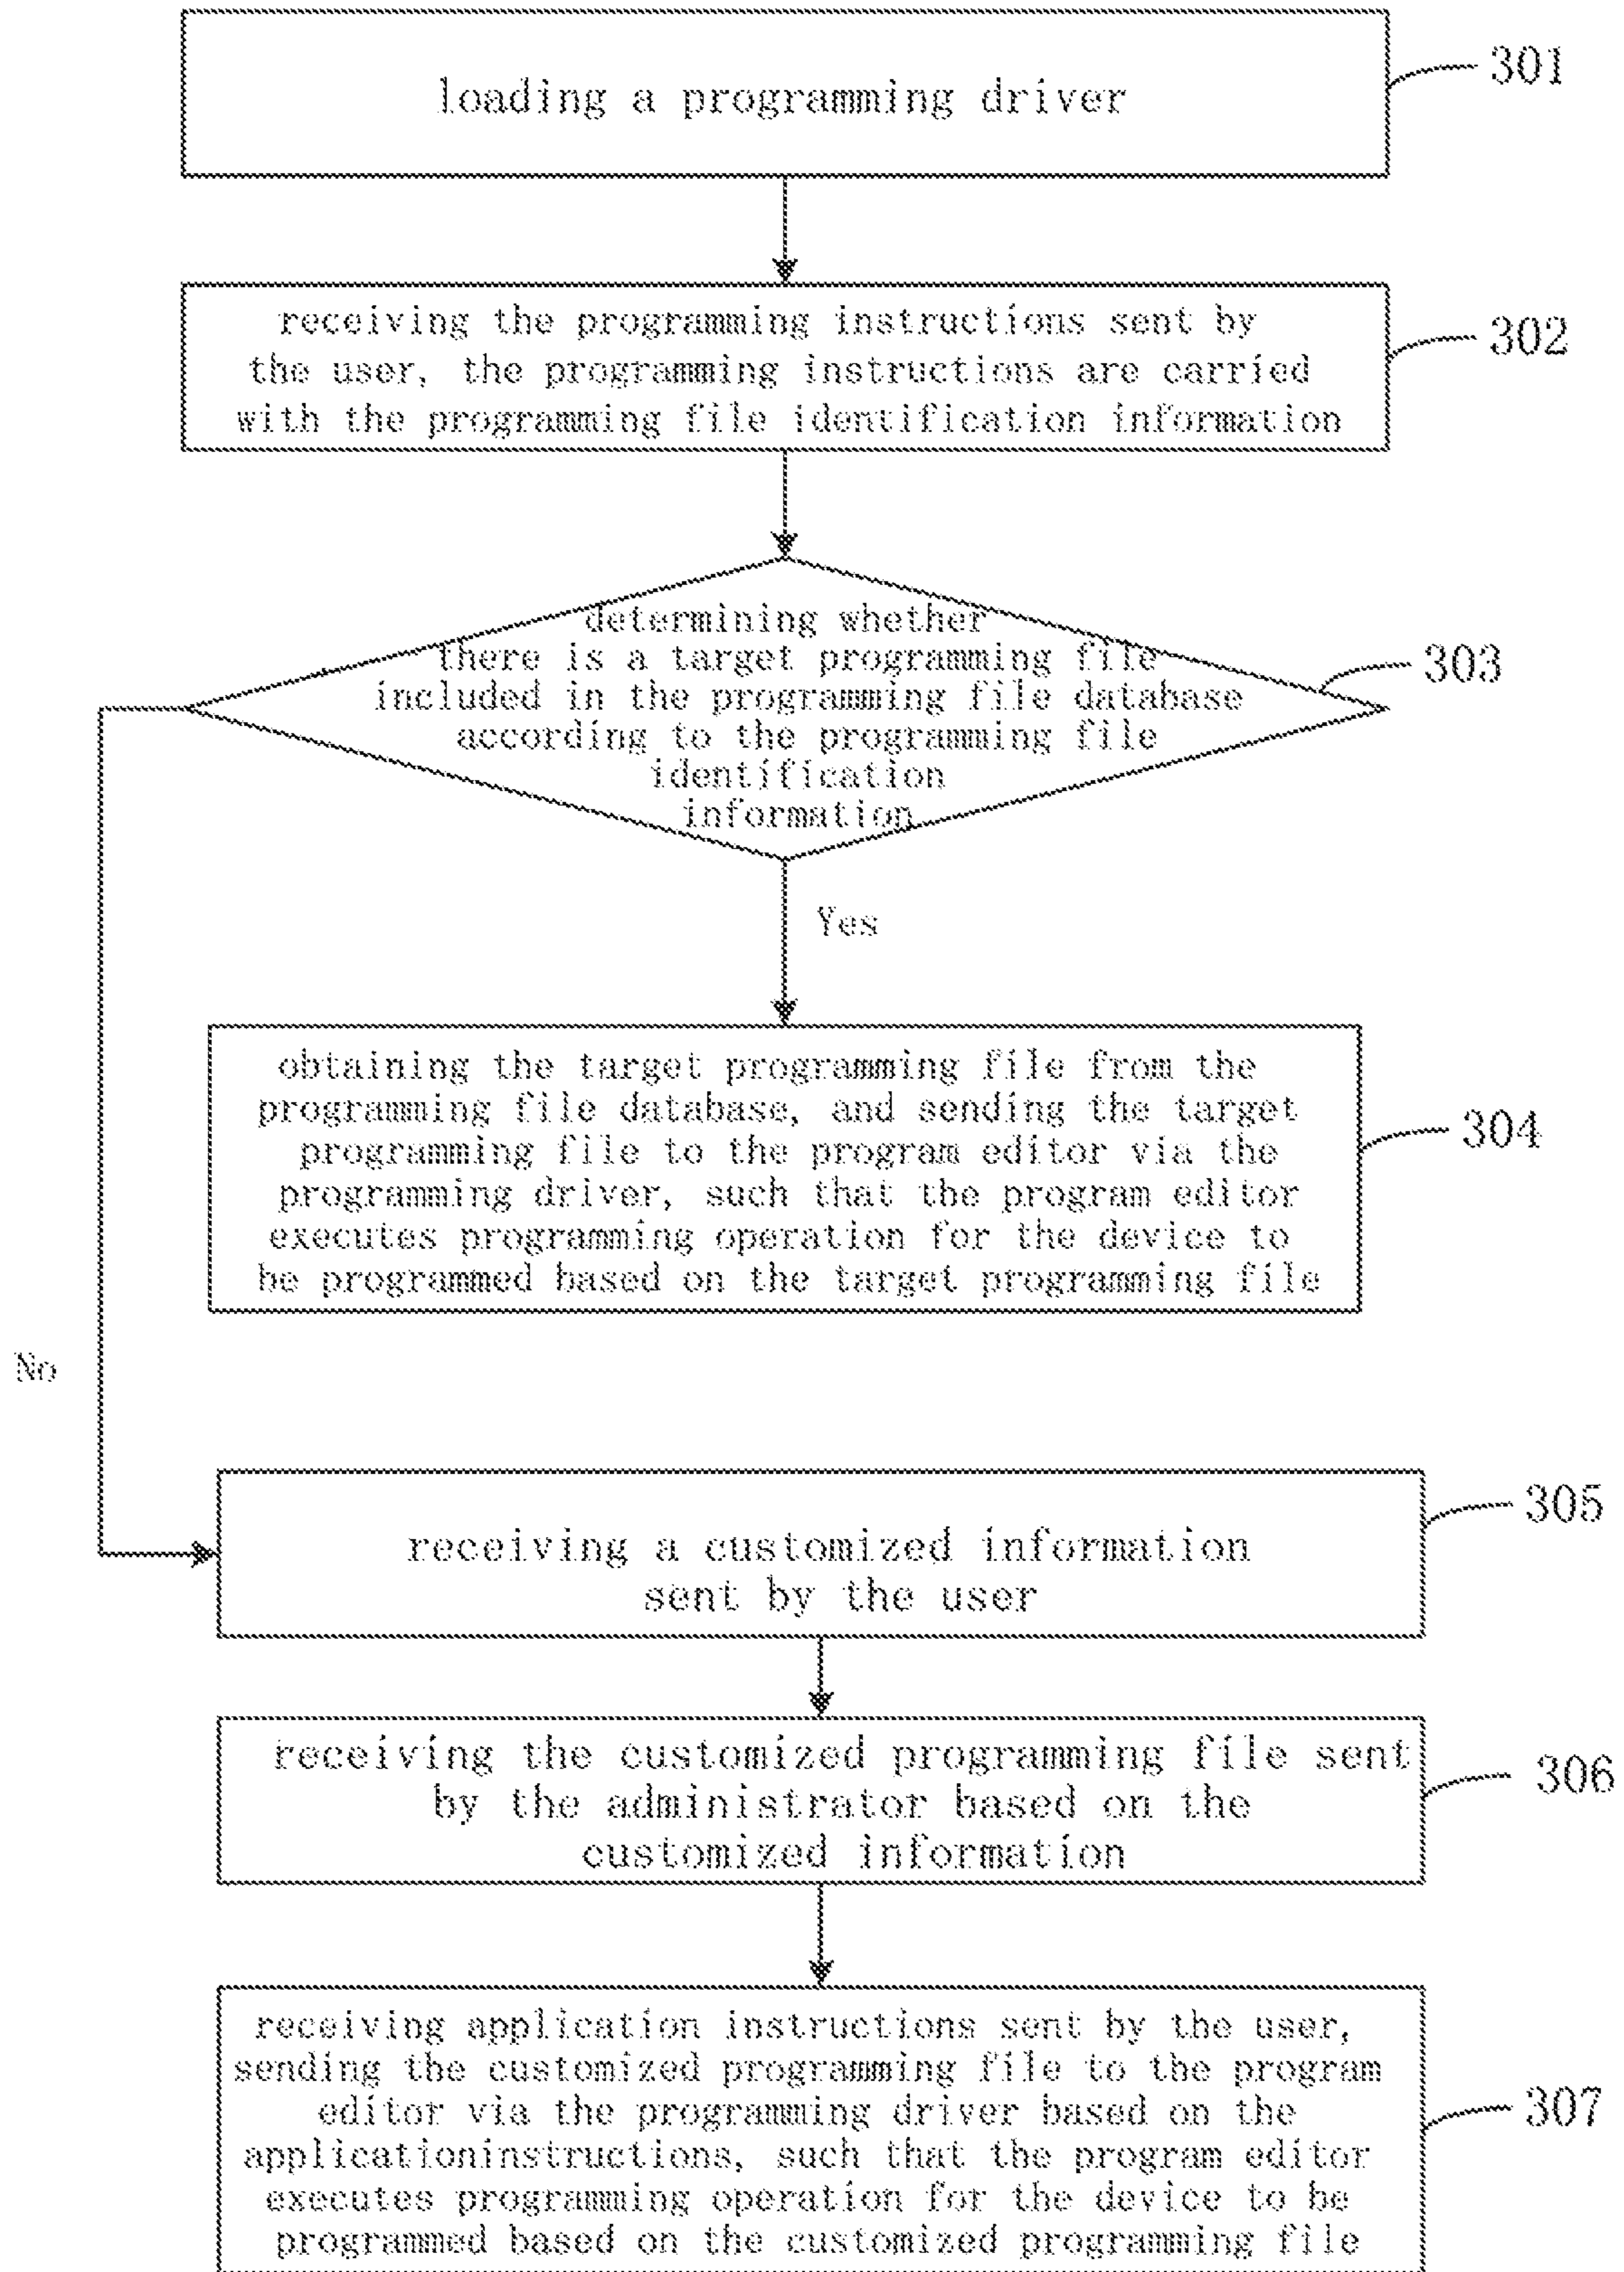 loading a programming driver
301
receiving the programming instructions sent by
the user, the programming instructions are carried
with the programming file identification information
302
determining whether
there is a target programming file
included in the programming file database
according to the programming file
identification
information
303
Yes
obtaining the target programming file from the
programming file database, and sending the target
programming file to the program editor via the
programming driver, such that the program editor
executes programming operation for the device to
be programmed based on the target programming file
304
No
receiving a customized information
sent by the user
305
receiving the customized programming file sent
by the administrator based on the
customized information
306
receiving application instructions sent by the user,
sending the customized programming file to the program
editor via the programming driver based on the
applicationinstructions, such that the program editor
executes programming operation for the device to be
programmed based on the customized programming file
307